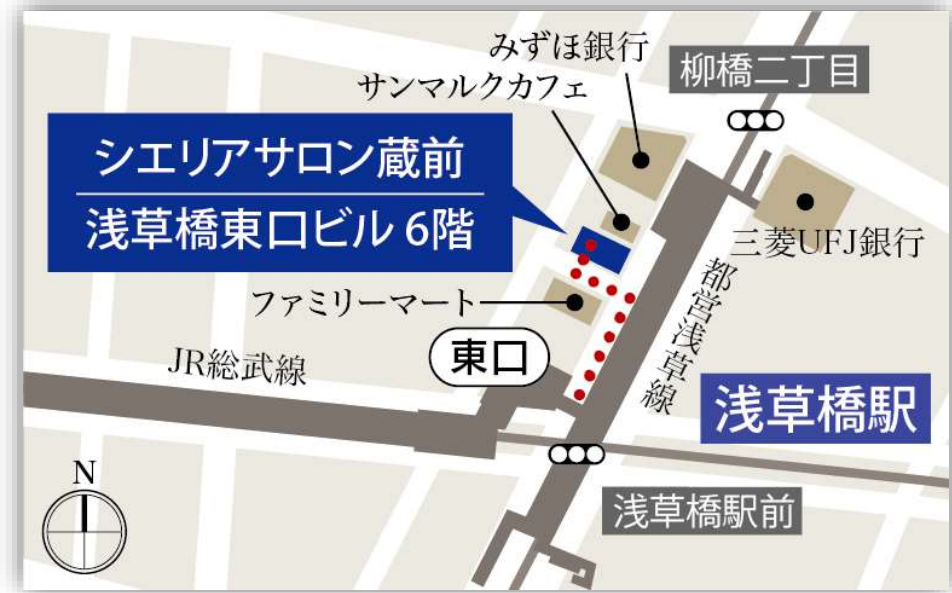 みずほ銀行
サンマルクカフェ
柳橋二丁目
シエリアサロン蔵前
浅草橋東口ビル 6階
三菱UFJ銀行
ファミリーマート
都営浅草線
東口
JR総武線
浅草橋駅
N
浅草橋駅前